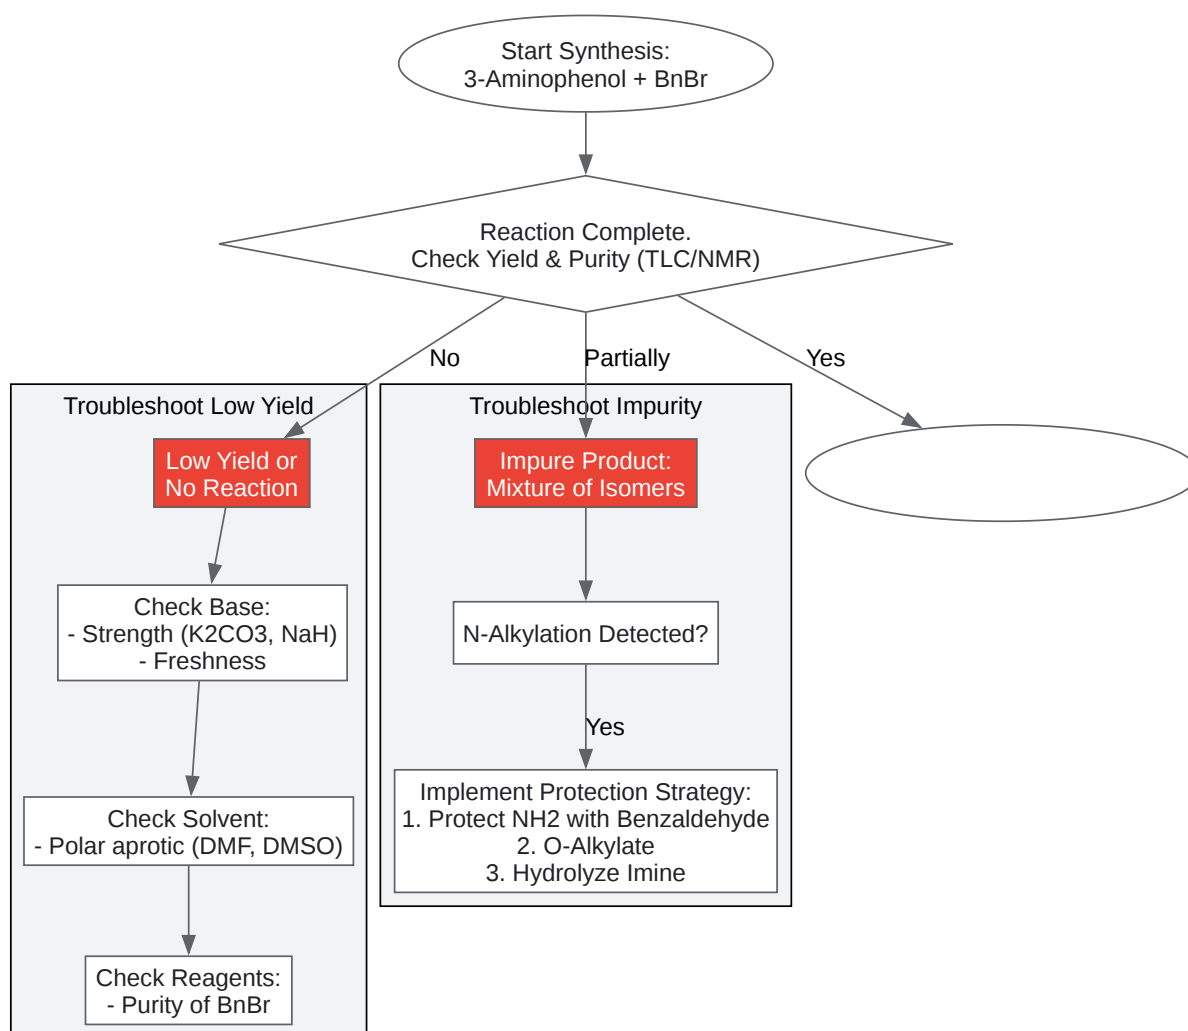 Start Synthesis:
3-Aminophenol + BnBr
Reaction Complete.
Check Yield & Purity (TLC/NMR)
No
Partially
Yes
Troubleshoot Low Yield
Low Yield or
No Reaction
Check Base:
- Strength (K2CO3, NaH)
- Freshness
Check Solvent:
- Polar aprotic (DMF, DMSO)
Check Reagents:
- Purity of BnBr
Troubleshoot Impurity
Impure Product:
Mixture of Isomers
N-Alkylation Detected?
Yes
Implement Protection Strategy:
1. Protect NH2 with Benzaldehyde
2. O-Alkylate
3. Hydrolyze Imine